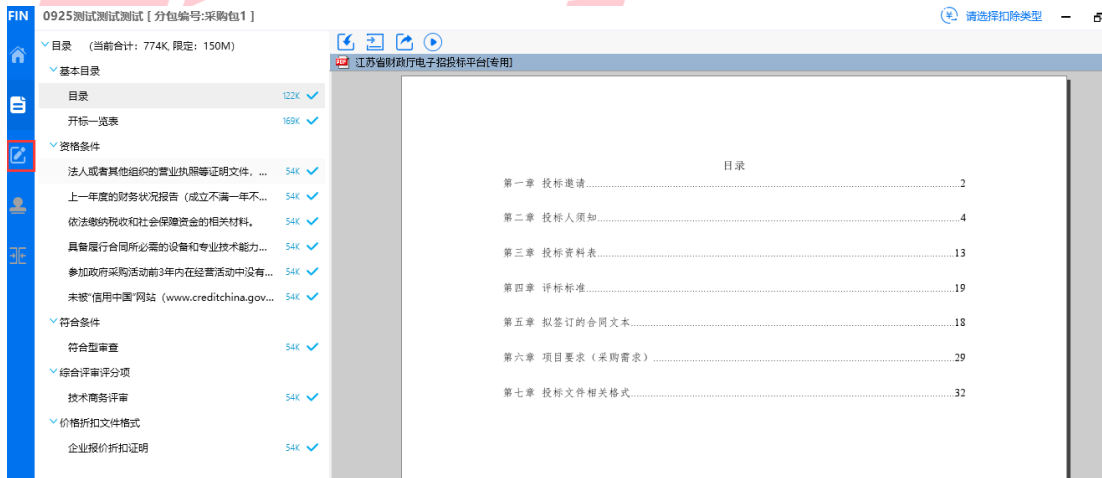 FIN 0925测试测试测试 [ 分包编号:采购包1 ] 请选择扣除类型
目录 (当前合计: 774K, 限定: 150M)
基本目录
目录 122K
开标一览表 169K
资格条件
法人或者其他组织的营业执照等证明文件, ... 54K
上一年度的财务状况报告 (成立不满一年不... 54K
依法缴纳税收和社会保障资金的相关材料。 54K
具备履行合同所必需的设备和专业技术能力... 54K
参加政府采购活动前3年内在经营活动中没有... 54K
未被"信用中国"网站 (www.creditchina.gov... 54K
符合条件
符合型审查 54K
综合评审评分项
技术商务评审 54K
价格折扣文件格式
企业报价折扣证明 54K
江苏省财政厅电子招投标平台[专用]
目录
第一章 投标邀请 2
第二章 投标人须知 4
第三章 投标资料表 13
第四章 评标标准 19
第五章 拟签订的合同文本 18
第六章 项目要求 (采购需求) 29
第七章 投标文件相关格式 32